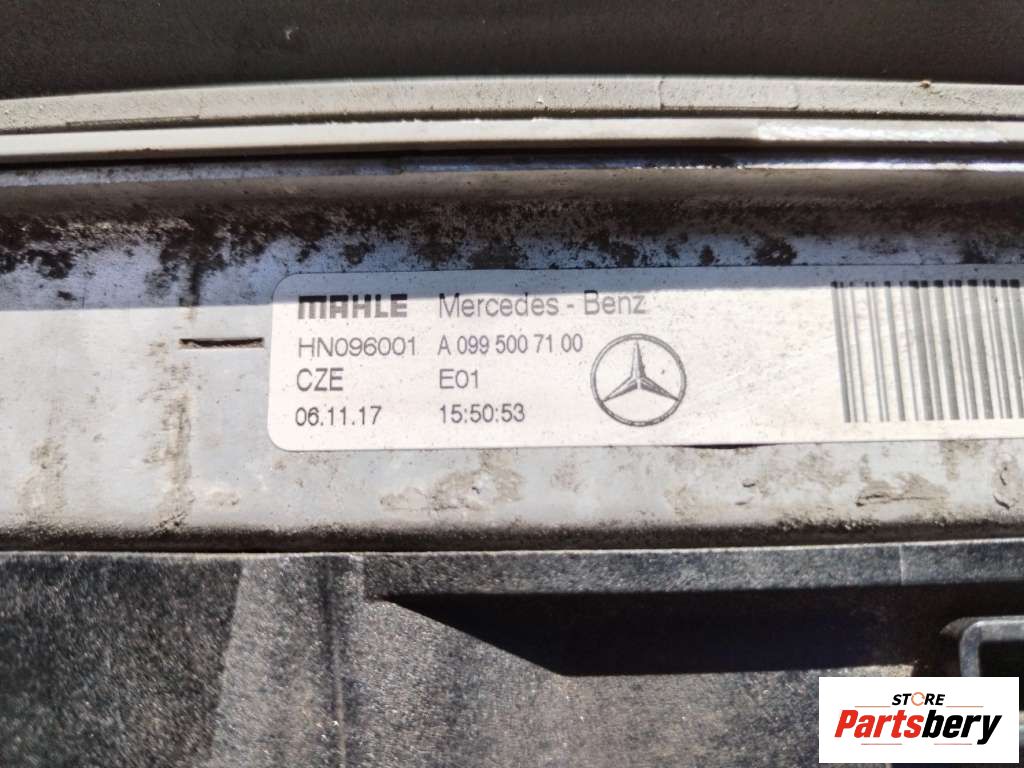 MAHLE Mercedes - Benz
HN096001 A 099 500 71 00
CZE E01
06.11.17 15:50:53
STORE
Partsbery